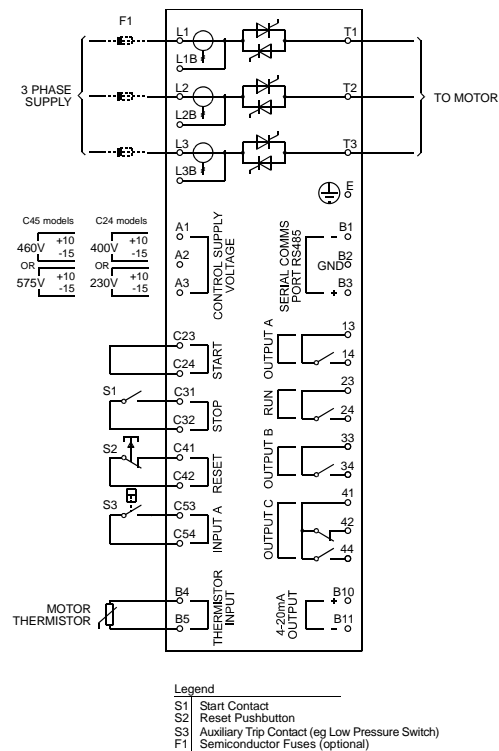 F1
L1
T1
L1B
3 PHASE
SUPPLY
L2
T2
L2B
TO MOTOR
L3
T3
L3B
E
C45 models
C24 models
460V +10 -15
400V +10 -15
OR
OR
575V +10 -15
230V +10 -15
A1
A2
A3
CONTROL SUPPLY
VOLTAGE
SERIAL COMMS
PORT RS485
- B1
GND B2
+ B3
C23
C24
START
OUTPUT A
13
14
S1
C31
C32
STOP
RUN
23
24
S2
C41
C42
RESET
OUTPUT B
33
34
S3
C53
C54
INPUT A
OUTPUT C
41
42
44
MOTOR
THERMISTOR
B4
B5
THERMISTOR
INPUT
4-20mA
OUTPUT
+ B10
- B11
Legend
S1 Start Contact
S2 Reset Pushbutton
S3 Auxiliary Trip Contact (eg Low Pressure Switch)
F1 Semiconductor Fuses (optional)